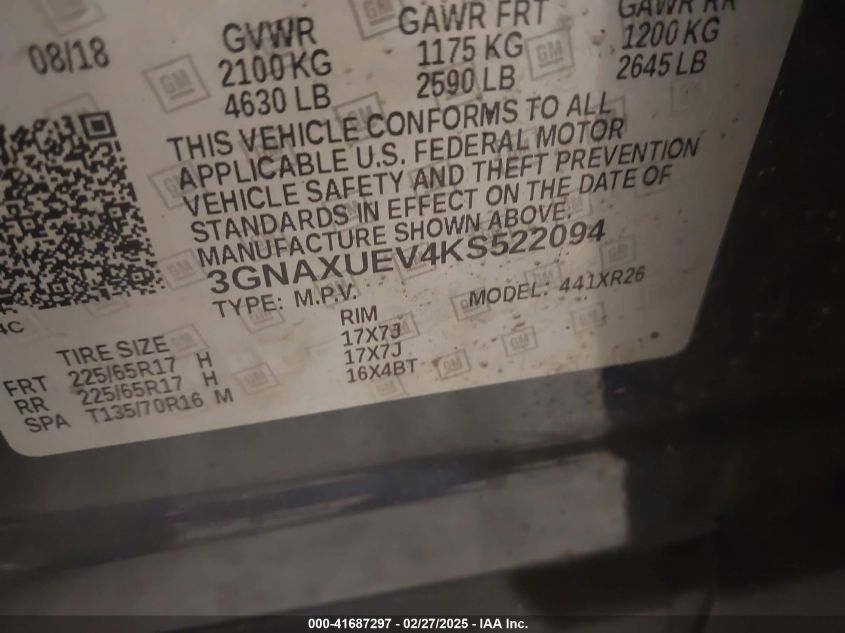 08/18 GVWR GAWR FRT GAWR RR
2100 KG 1175 KG 1200 KG
4630 LB 2590 LB 2645 LB
THIS VEHICLE CONFORMS TO ALL
APPLICABLE U.S. FEDERAL MOTOR
VEHICLE SAFETY AND THEFT PREVENTION
STANDARDS IN EFFECT ON THE DATE OF
MANUFACTURE SHOWN ABOVE.
3GNAXUEV4KS522094
TYPE: M.P.V. MODEL: 441XR26
4C
TIRE SIZE RIM
FRT 225/65R17 H 17X7J
RR 225/65R17 H 17X7J
SPA T135/70R16 M 16X4BT
GM
000-41687297 - 02/27/2025 - IAA Inc.